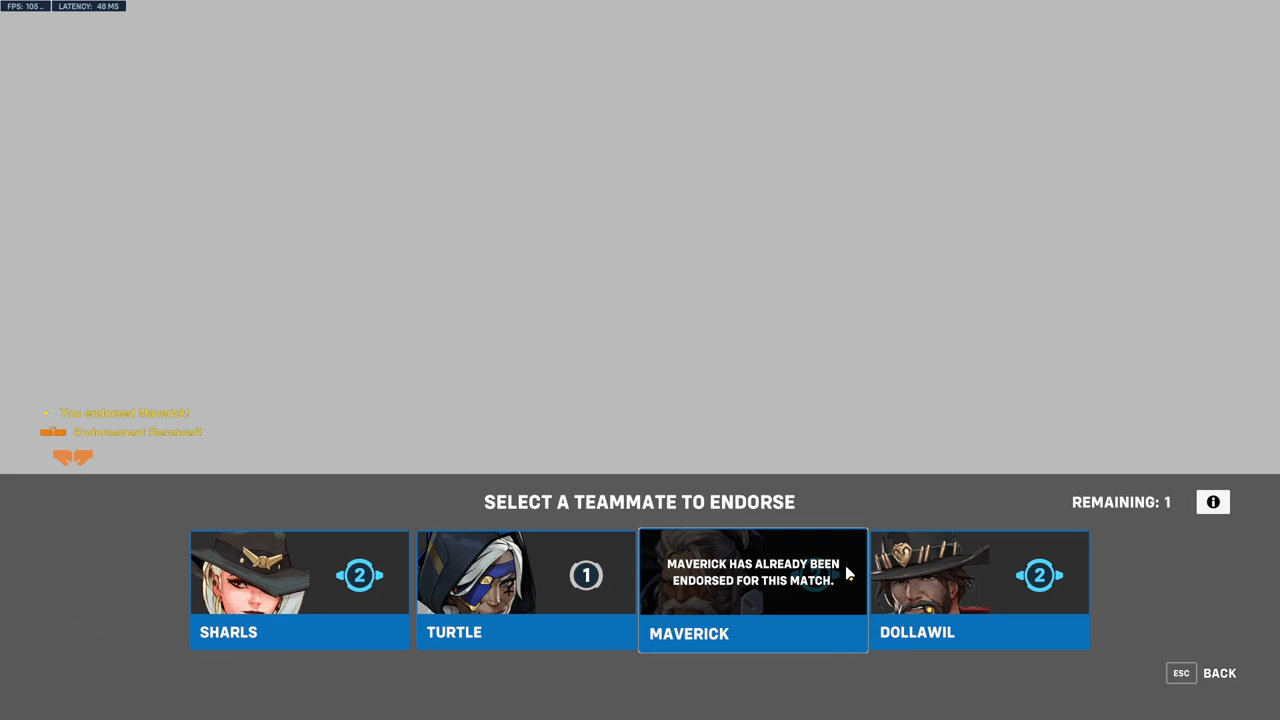 FPS: 105 .. LATENCY: 48 MS
You endorsed Maverick!
Endorsement Received!
SELECT A TEAMMATE TO ENDORSE
REMAINING: 1
2
1
MAVERICK HAS ALREADY BEEN
ENDORSED FOR THIS MATCH.
2
SHARLS
TURTLE
MAVERICK
DOLLAWIL
ESC BACK